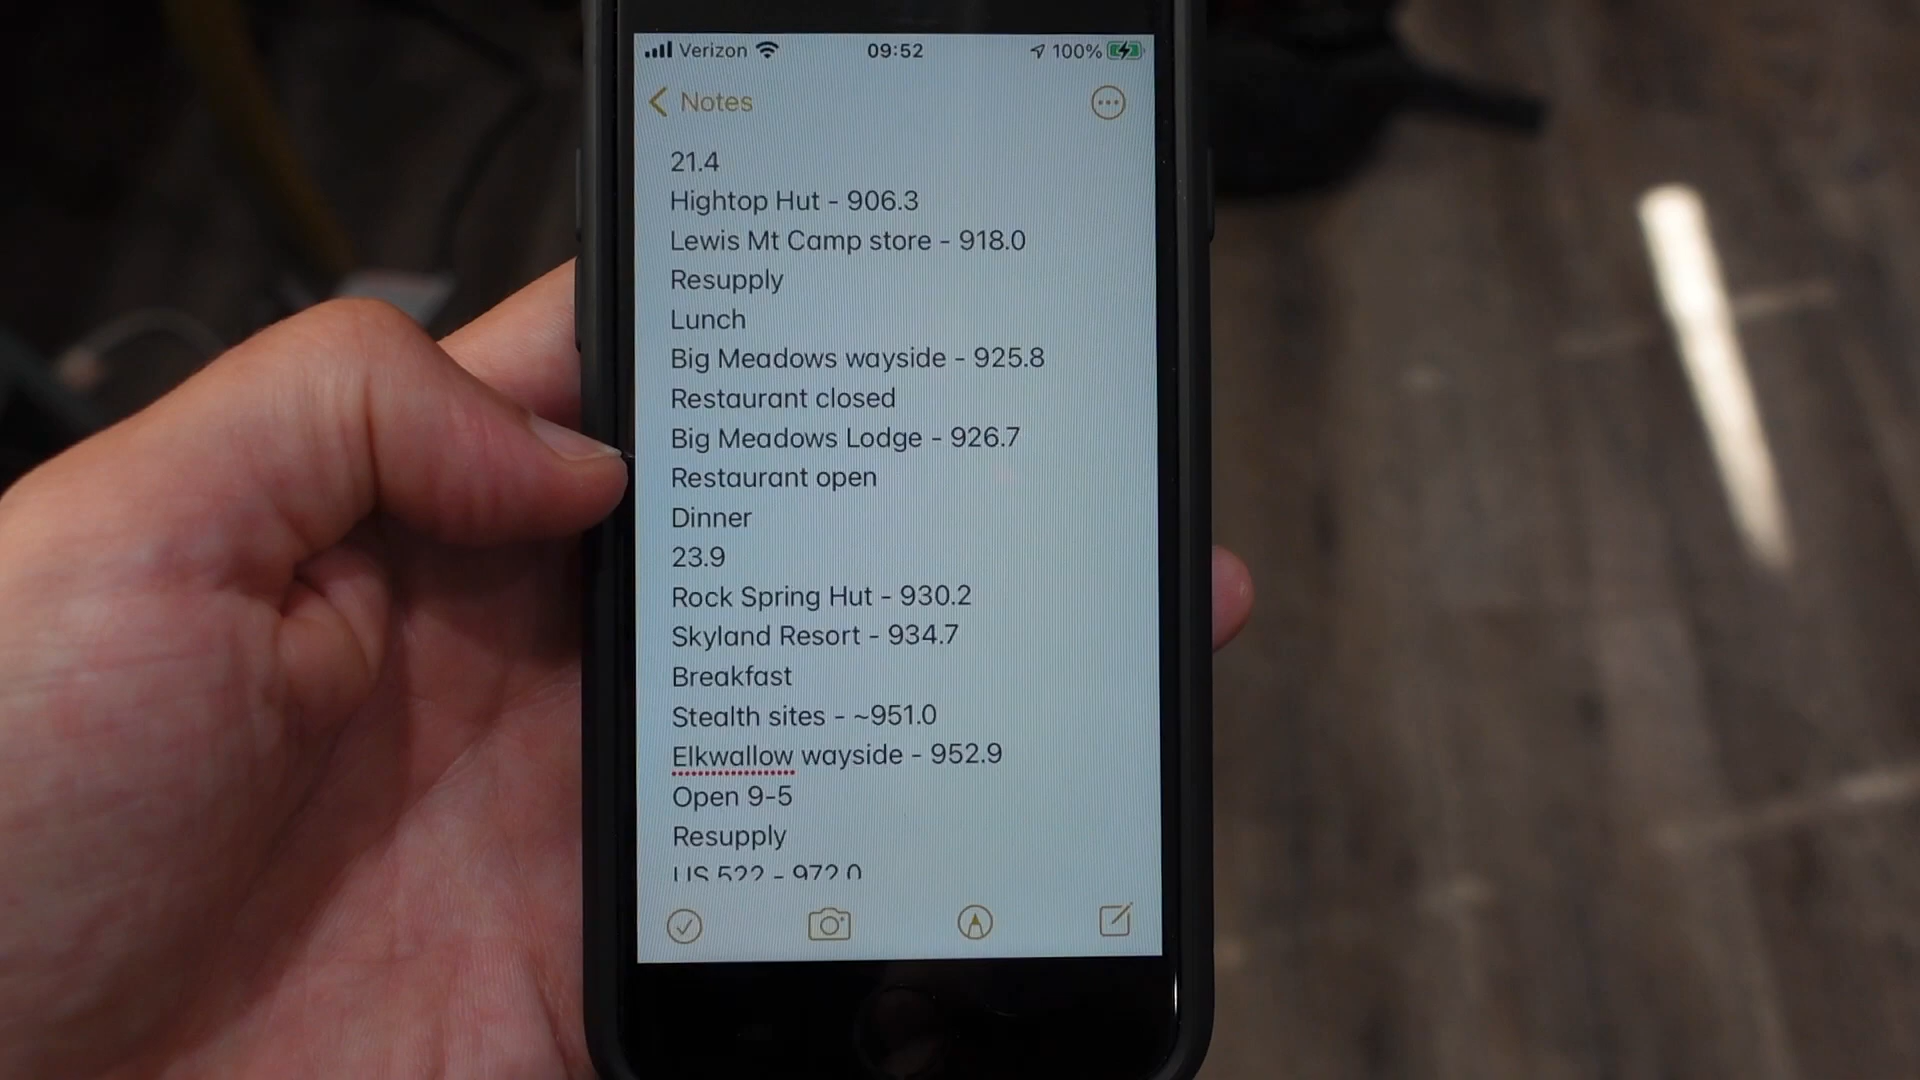 Verizon 09:52 100%
Notes
21.4
Hightop Hut - 906.3
Lewis Mt Camp store - 918.0
Resupply
Lunch
Big Meadows wayside - 925.8
Restaurant closed
Big Meadows Lodge - 926.7
Restaurant open
Dinner
23.9
Rock Spring Hut - 930.2
Skyland Resort - 934.7
Breakfast
Stealth sites - ~951.0
Elkwallow wayside - 952.9
Open 9-5
Resupply
US 522 - 972.0